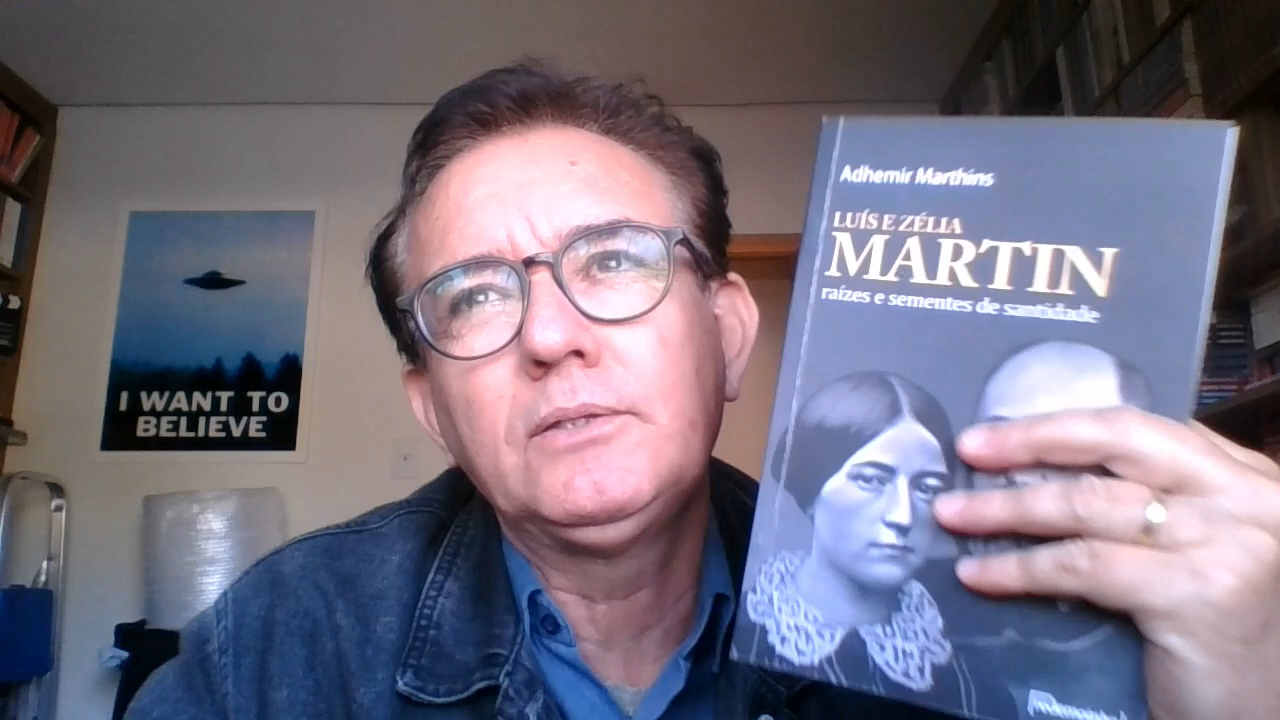 I WANT TO
BELIEVE
Adhemir Marthins
LUÍS E ZÉLIA
MARTIN
raízes e sementes de santidade